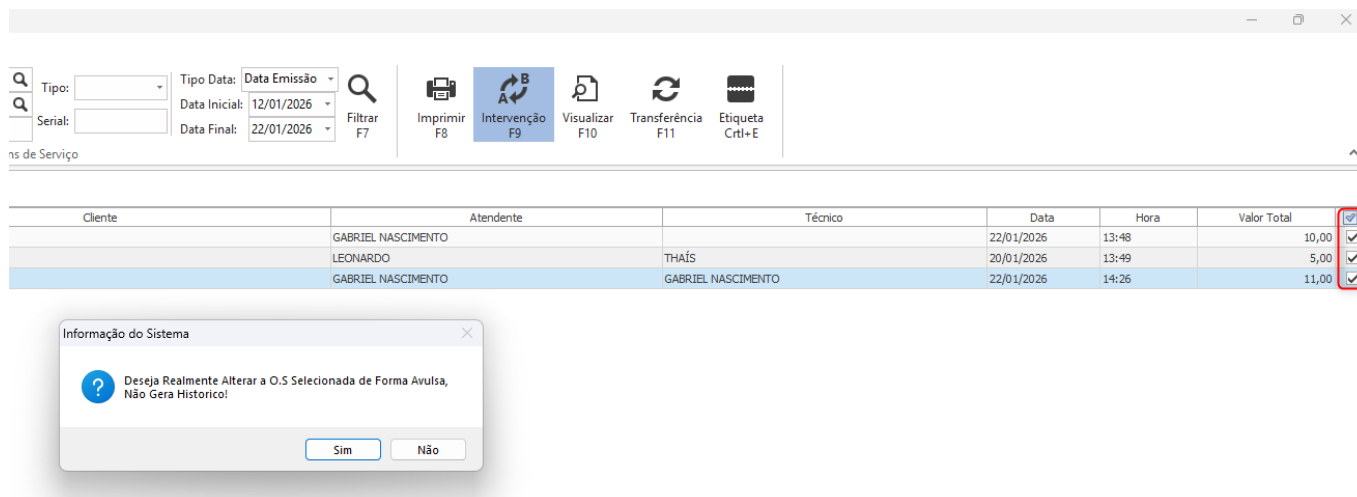 Tipo:
Serial:
Tipo Data: Data Emissão
Data Inicial: 12/01/2026
Data Final: 22/01/2026
Filtrar
F7
Imprimir
F8
Intervenção
F9
Visualizar
F10
Transferência
F11
Etiqueta
Crtl+E
ns de Serviço
Cliente Atendente Técnico Data Hora Valor Total
GABRIEL NASCIMENTO 22/01/2026 13:48 10,00
LEONARDO THAÍS 20/01/2026 13:49 5,00
GABRIEL NASCIMENTO GABRIEL NASCIMENTO 22/01/2026 14:26 11,00
Informação do Sistema
Deseja Realmente Alterar a O.S Selecionada de Forma Avulsa,
Não Gera Historico!
Sim Não